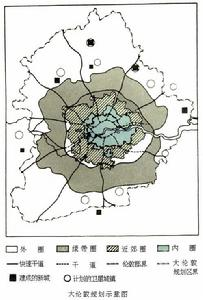 外 圈
绿带圈
近郊圈
内 圈
快速干道
干 道
伦敦郡界
大伦敦规划区界
建成的新城
计划的卫星城镇
大伦敦规划示意图